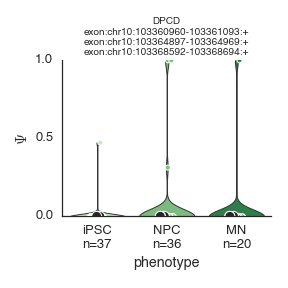 DPCD
exon:chr10:103360960-103361093:+
exon:chr10:103364897-103364969:+
exon:chr10:103368592-103368694:+
1.0
0.5
0.0
Ψ
iPSC NPC MN
n=37 n=36 n=20
phenotype